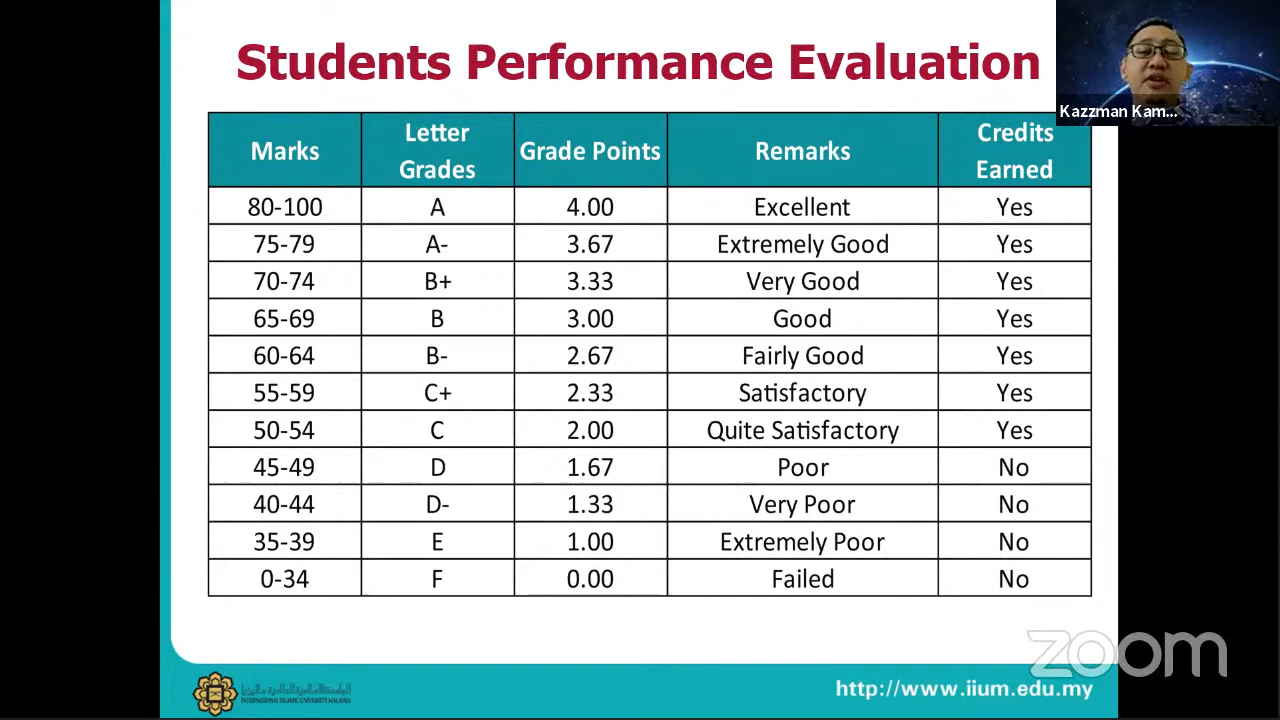 Students Performance Evaluation
Kazzman Kam...
Marks Letter Grades Grade Points Remarks Credits Earned
80-100 A 4.00 Excellent Yes
75-79 A- 3.67 Extremely Good Yes
70-74 B+ 3.33 Very Good Yes
65-69 B 3.00 Good Yes
60-64 B- 2.67 Fairly Good Yes
55-59 C+ 2.33 Satisfactory Yes
50-54 C 2.00 Quite Satisfactory Yes
45-49 D 1.67 Poor No
40-44 D- 1.33 Very Poor No
35-39 E 1.00 Extremely Poor No
0-34 F 0.00 Failed No
zoom
INTERNATIONAL ISLAMIC UNIVERSITY MALAYSIA
http://www.iium.edu.my